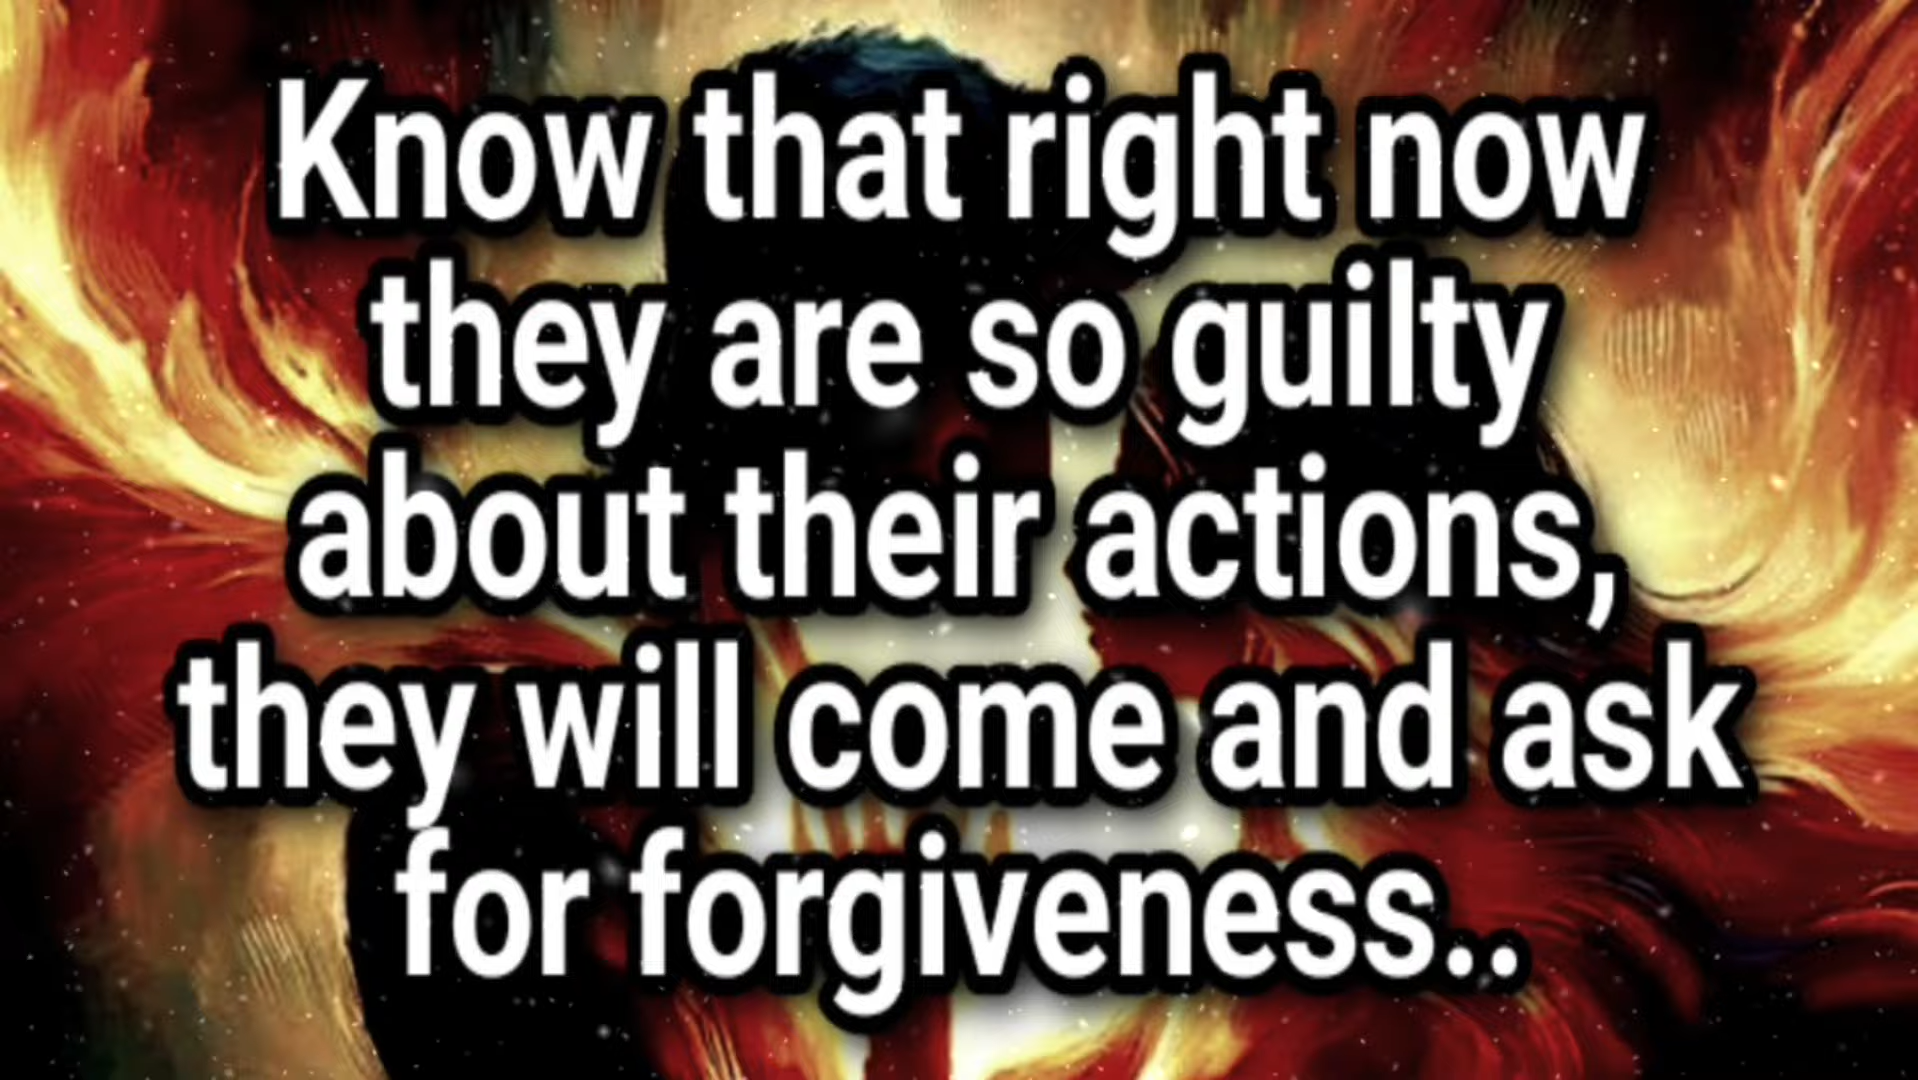 Know that right now
they are so guilty
about their actions,
they will come and ask
for forgiveness..